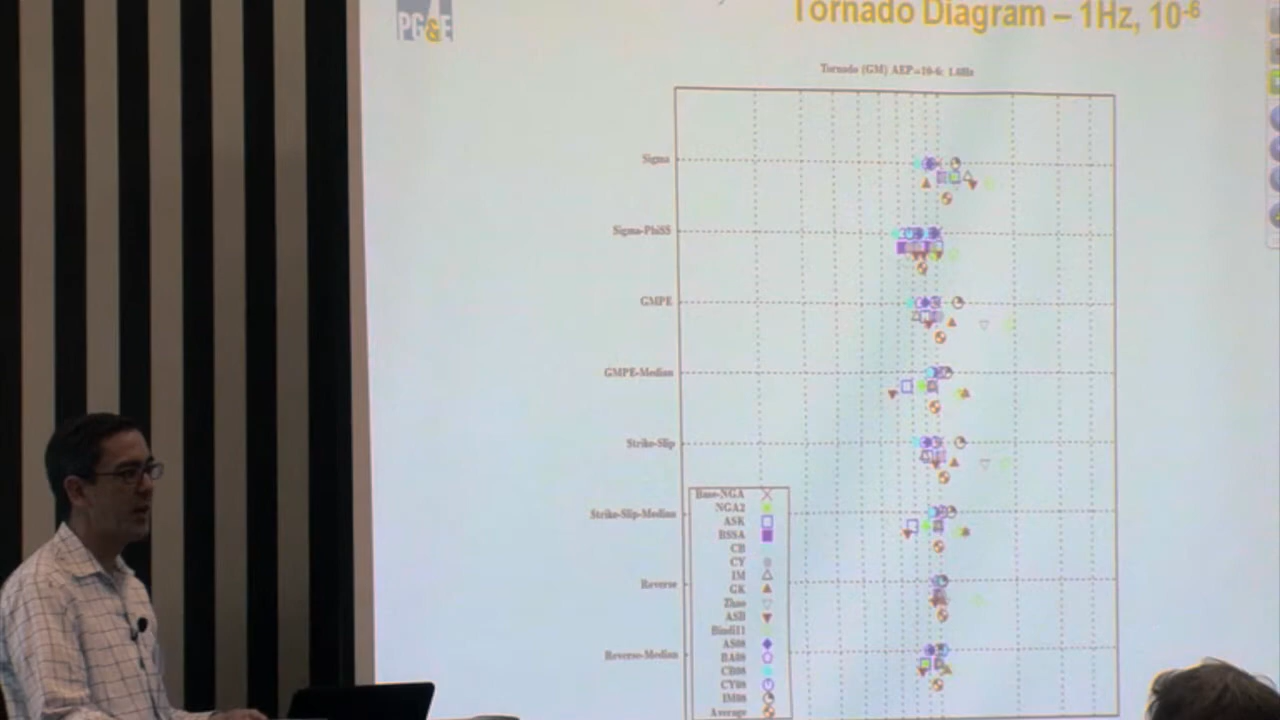 PG&E
Tornado Diagram – 1Hz, 10-6
Tornado (GM) AEP=10-6; 1.0Hz
Sigma
Sigma-PhiSS
GMPE
GMPE-Median
Strike-Slip
Strike-Slip-Median
Reverse
Reverse-Median
Base-NGA
NGA2
ASK
BSSA
CB
CY
IM
GK
Zhao
ASB
Bindi11
AS08
BA08
CB08
CY08
IM08
Average